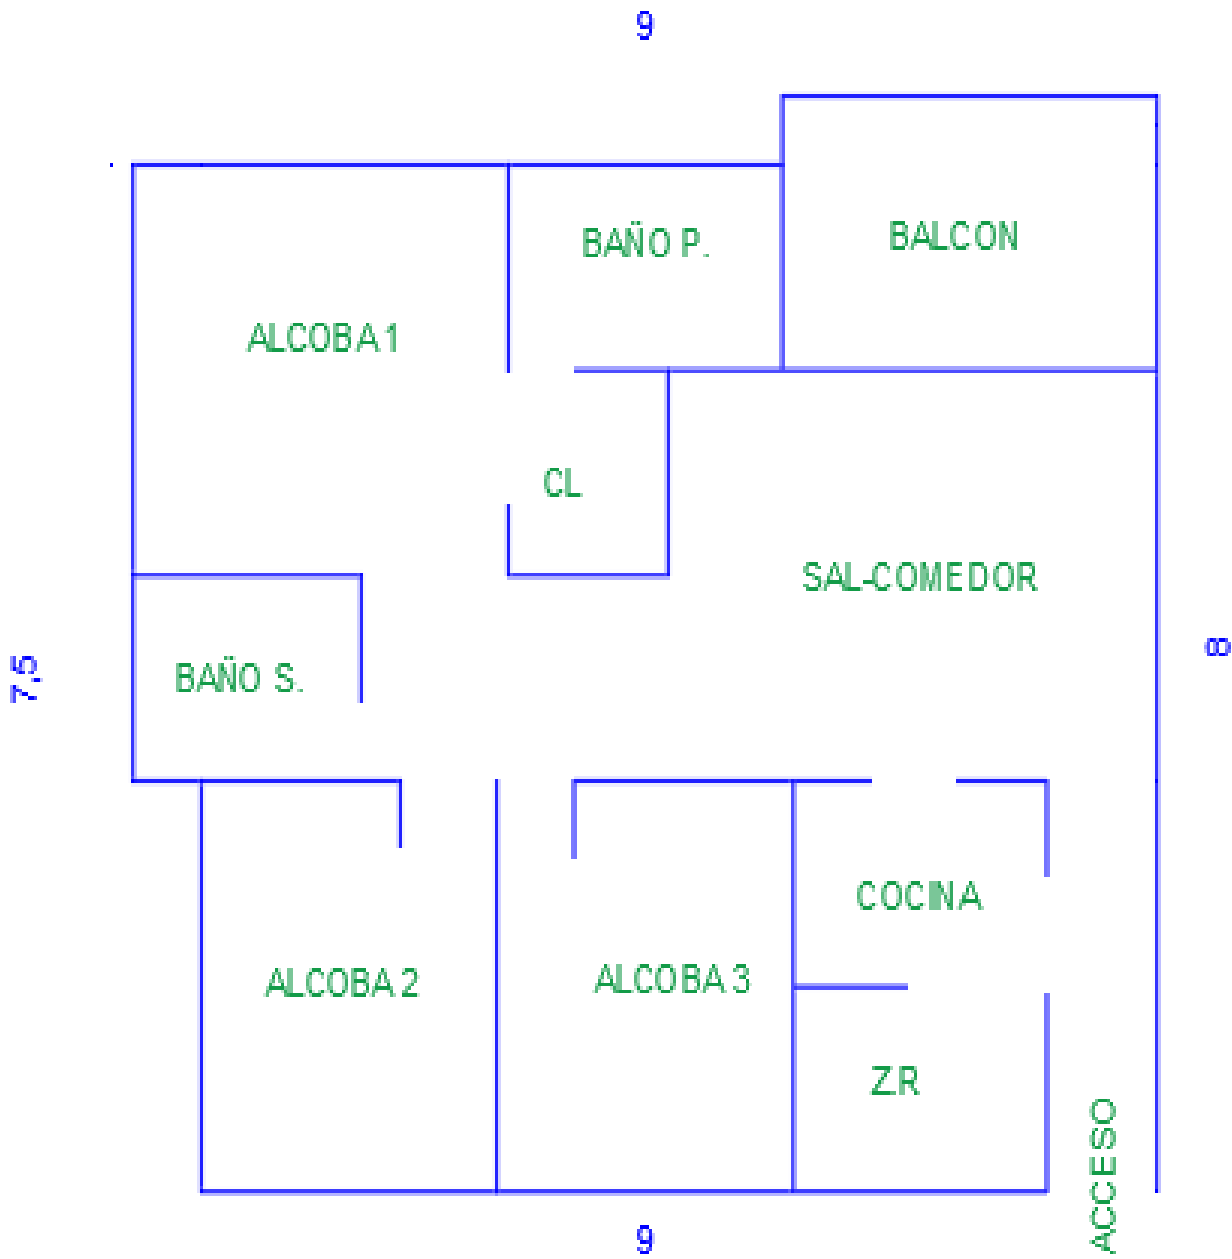 9
BAÑO P.
BALCON
ALCOBA 1
CL
SAL-COMEDOR
7,5
BAÑO S.
8
COCINA
ALCOBA 2
ALCOBA 3
ZR
ACCESO
9